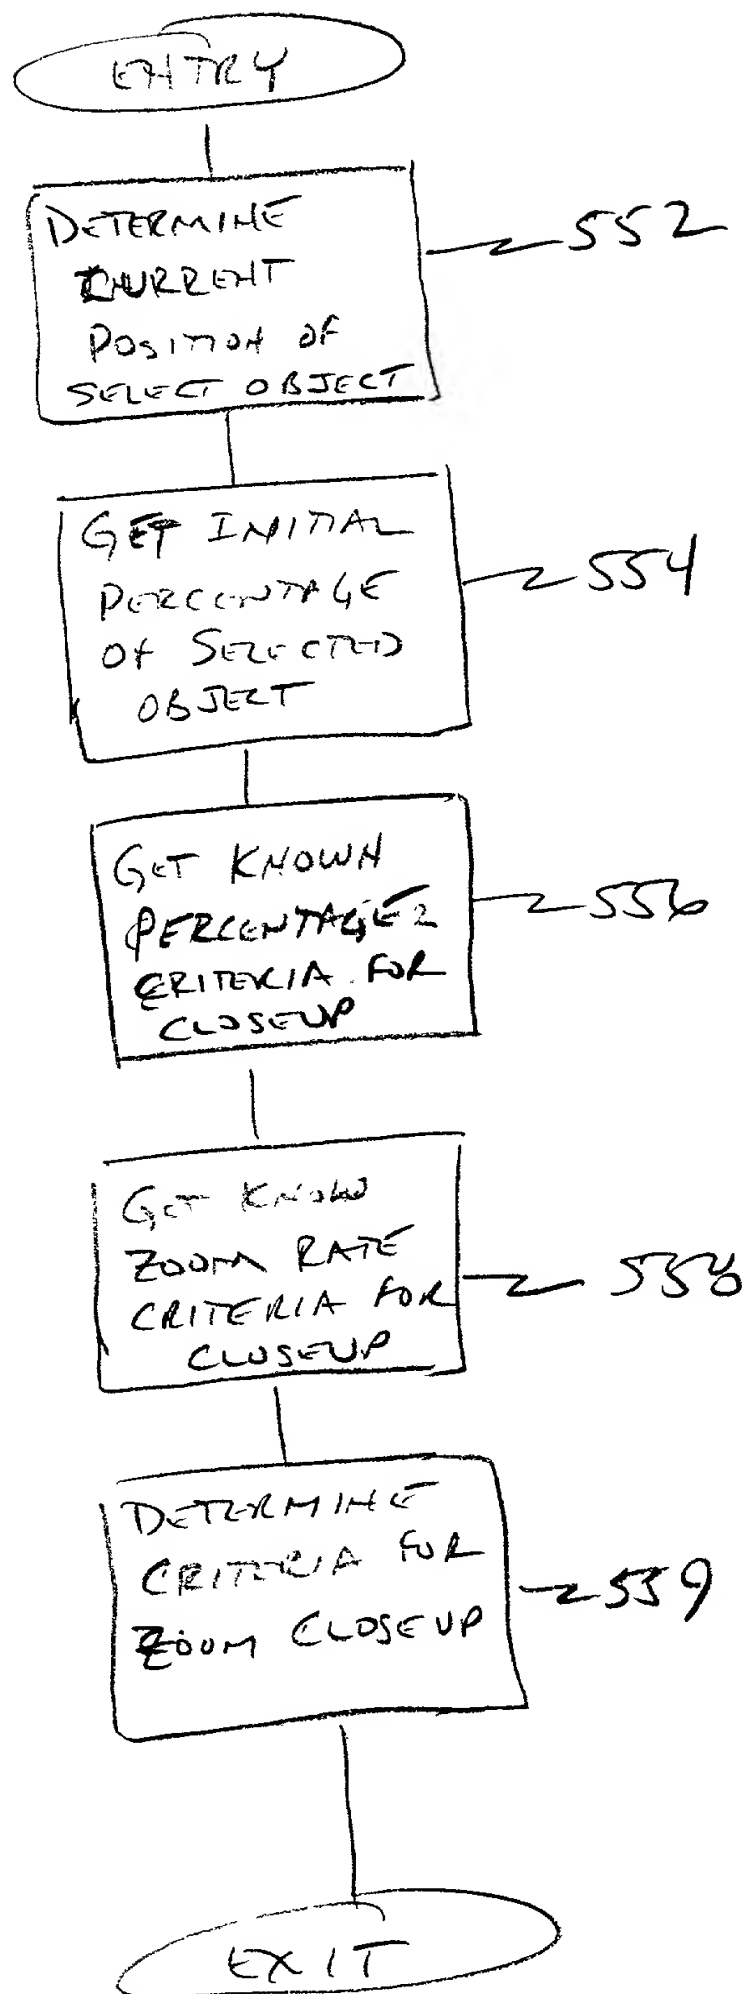 ENTRY
DETERMINE
CURRENT
POSITION OF
SELECT OBJECT
552
GET INITIAL
PERCENTAGE
OF SELECTED
OBJECT
554
GET KNOWN
PERCENTAGE
CRITERIA FOR
CLOSEUP
556
GET KNOW
ZOOM RATE
CRITERIA FOR
CLOSEUP
558
DETERMINE
CRITERIA FOR
ZOOM CLOSEUP
559
EXIT